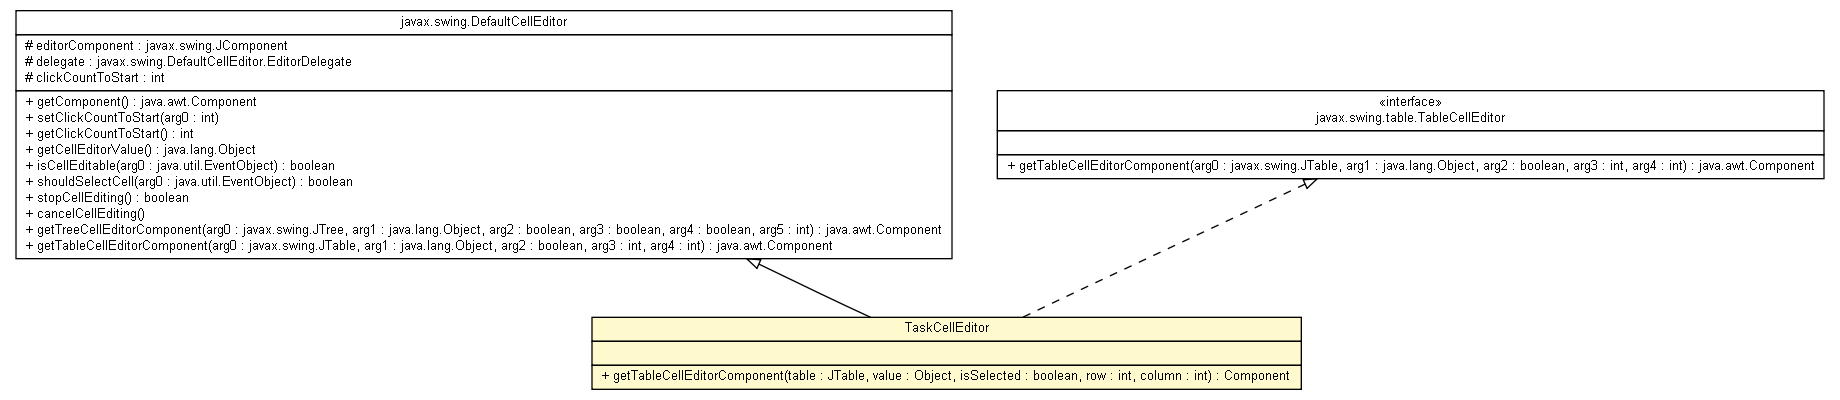 javax.swing.DefaultCellEditor
# editorComponent : javax.swing.JComponent
# delegate : javax.swing.DefaultCellEditor.EditorDelegate
# clickCountToStart : int
+ getComponent() : java.awt.Component
+ setClickCountToStart(arg0 : int)
+ getClickCountToStart() : int
+ getCellEditorValue() : java.lang.Object
+ isCellEditable(arg0 : java.util.EventObject) : boolean
+ shouldSelectCell(arg0 : java.util.EventObject) : boolean
+ stopCellEditing() : boolean
+ cancelCellEditing()
+ getTreeCellEditorComponent(arg0 : javax.swing.JTree, arg1 : java.lang.Object, arg2 : boolean, arg3 : boolean, arg4 : boolean, arg5 : int) : java.awt.Component
+ getTableCellEditorComponent(arg0 : javax.swing.JTable, arg1 : java.lang.Object, arg2 : boolean, arg3 : int, arg4 : int) : java.awt.Component
«interface»
javax.swing.table.TableCellEditor
+ getTableCellEditorComponent(arg0 : javax.swing.JTable, arg1 : java.lang.Object, arg2 : boolean, arg3 : int, arg4 : int) : java.awt.Component
TaskCellEditor
+ getTableCellEditorComponent(table : JTable, value : Object, isSelected : boolean, row : int, column : int) : Component